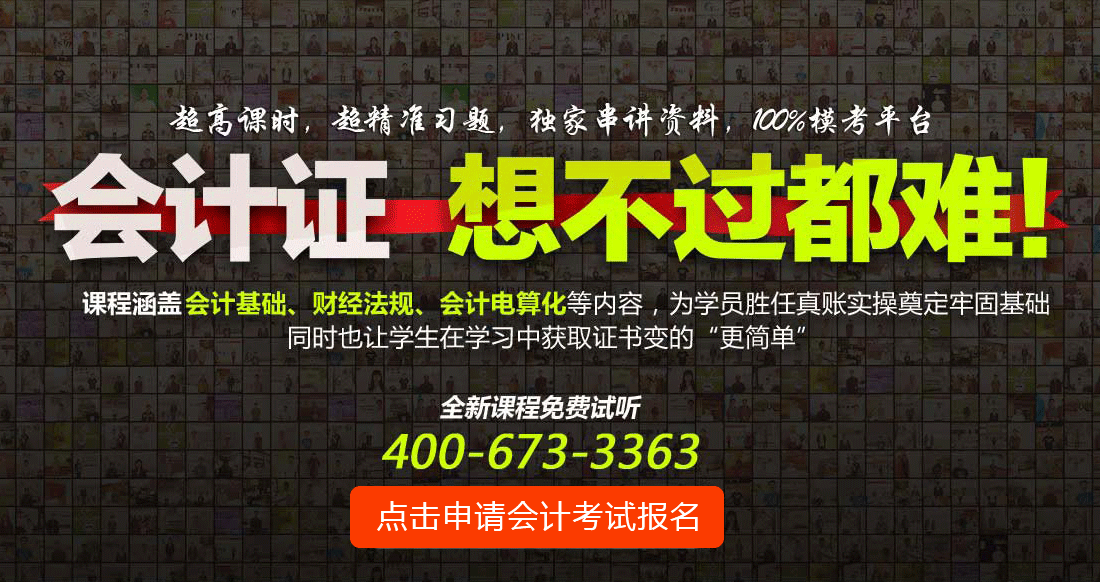 超高课时，超精准习题，独家串讲资料，100%模考平台
会计证 想不过都难!
课程涵盖会计基础、财经法规、会计电算化等内容，为学员胜任真账实操奠定牢固基础
同时也让学生在学习中获取证书变的“更简单”
全新课程免费试听
400-673-3363
点击申请会计考试报名